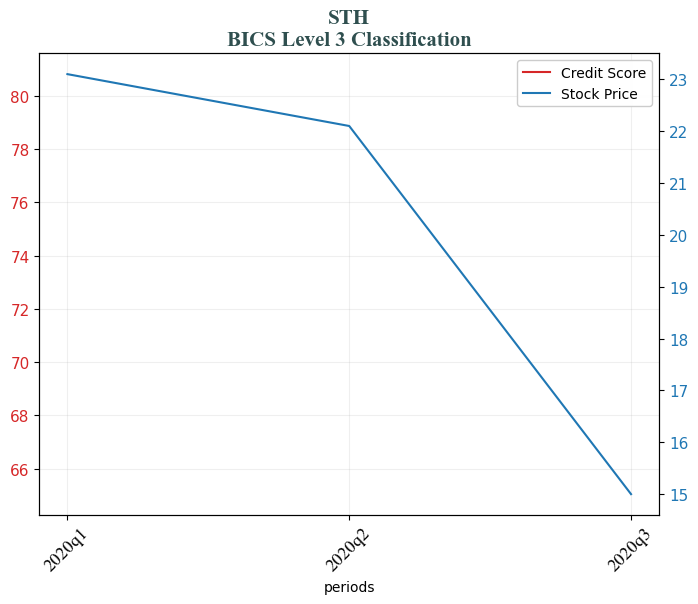 STH
BICS Level 3 Classification
Credit Score
Stock Price
80
78
76
74
72
70
68
66
23
22
21
20
19
18
17
16
15
2020q1
2020q2
2020q3
periods